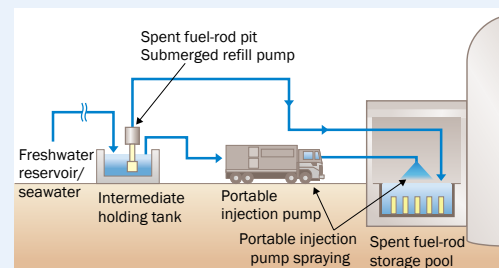 Spent fuel-rod pit
Submerged refill pump
Freshwater
reservoir/
seawater
Intermediate
holding tank
Portable
injection pump
Portable injection
pump spraying
Spent fuel-rod
storage pool